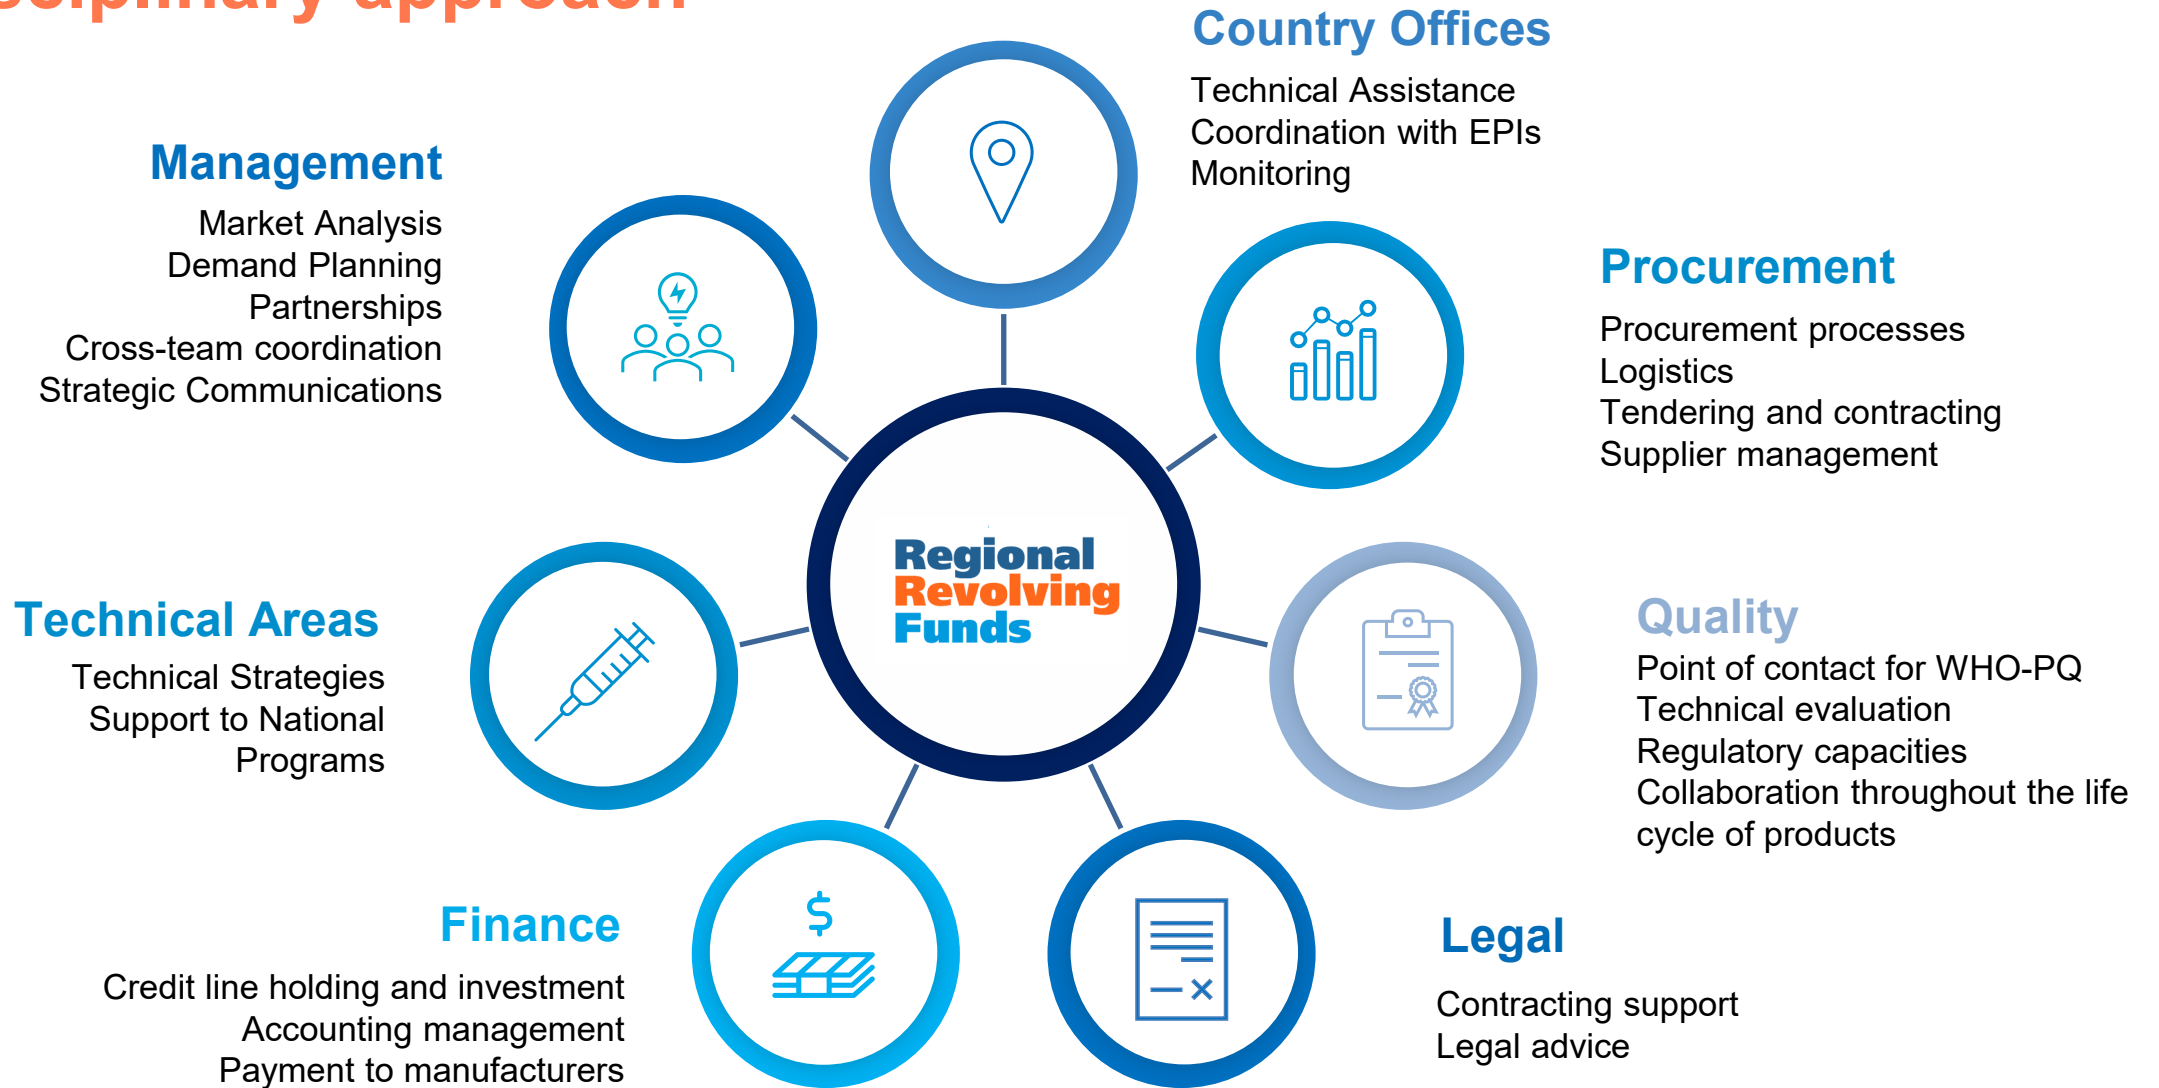 approach
Country Offices
Technical Assistance
Coordination with EPIs
Monitoring
Management
Market Analysis
Demand Planning
Partnerships
Cross-team coordination
Strategic Communications
Procurement
Procurement processes
Logistics
Tendering and contracting
Supplier management
Regional
Revolving
Funds
Technical Areas
Technical Strategies
Support to National
Programs
Quality
Point of contact for WHO-PQ
Technical evaluation
Regulatory capacities
Collaboration throughout the life
cycle of products
Finance
Credit line holding and investment
Accounting management
Payment to manufacturers
Legal
Contracting support
Legal advice